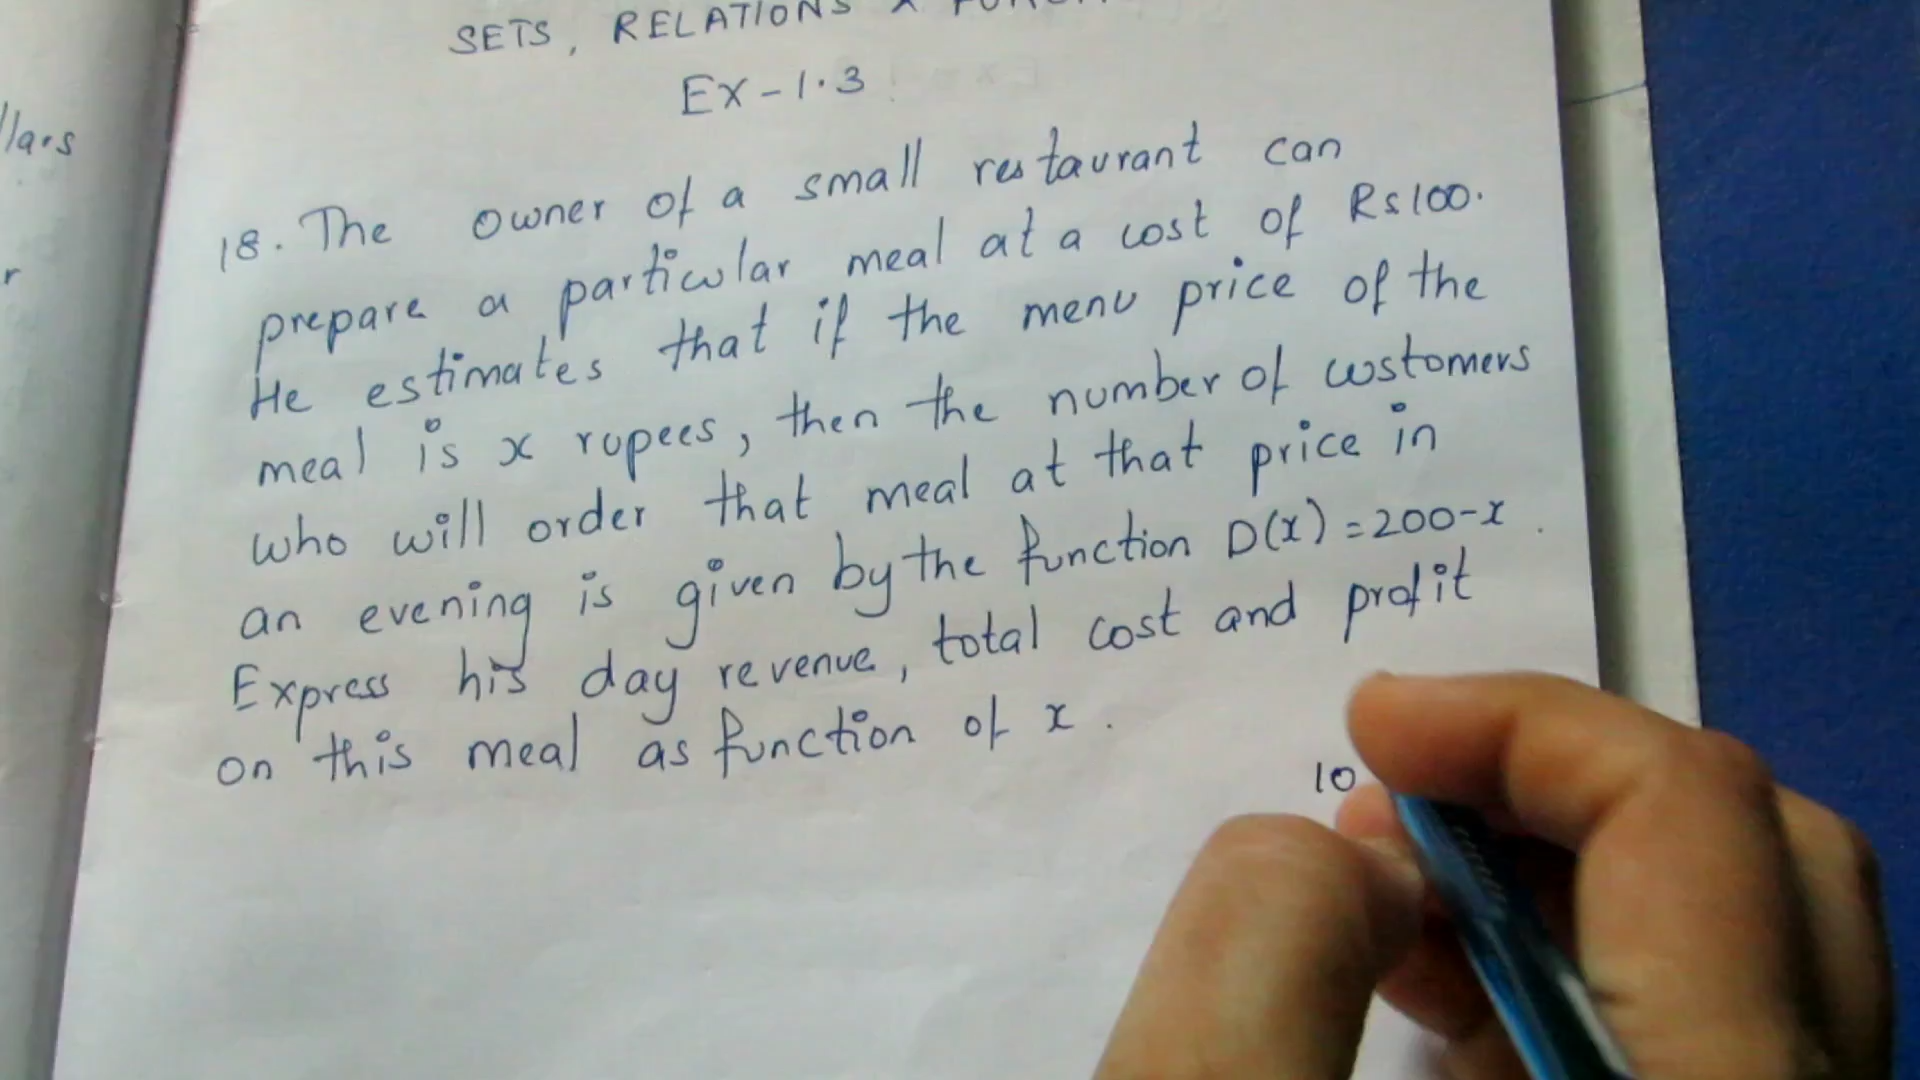 SETS, RELATIONS
Ex-1.3
18. The owner of a small restaurant can
prepare a particular meal at a cost of Rs100.
He estimates that if the menu price of the
meal is x rupees, then the number of customers
who will order that meal at that price in
an evening is given by the function D(x)=200-x.
Express his day revenue, total cost and profit
on this meal as function of x.
10
llars
r